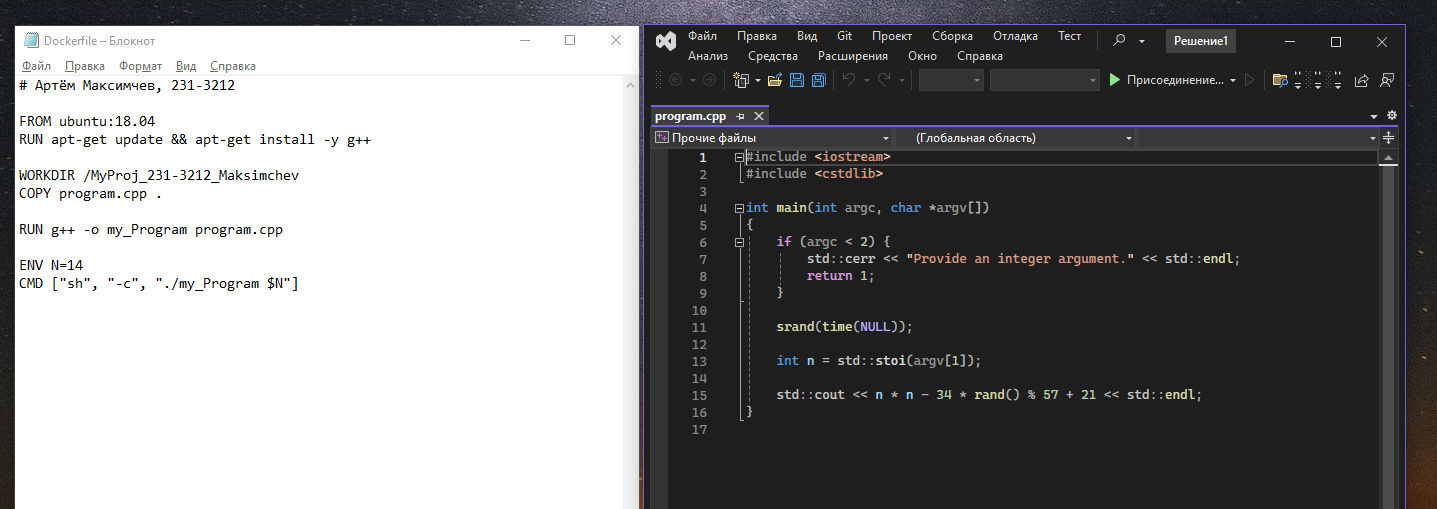 Dockerfile – Блокнот
Файл Правка Формат Вид Справка
# Артём Максимчев, 231-3212
FROM ubuntu:18.04
RUN apt-get update && apt-get install -y g++
WORKDIR /MyProj_231-3212_Maksimchev
COPY program.cpp .
RUN g++ -o my_Program program.cpp
ENV N=14
CMD ["sh", "-c", "./my_Program $N"]
Файл Правка Вид Git Проект Сборка Отладка Тест
Решение1
Анализ Средства Расширения Окно Справка
Присоединение...
program.cpp
Прочие файлы (Глобальная область)
1 #include <iostream>
2 #include <cstdlib>
3
4 int main(int argc, char *argv[])
5 {
6 if (argc < 2) {
7 std::cerr << "Provide an integer argument." << std::endl;
8 return 1;
9 }
10
11 srand(time(NULL));
12
13 int n = std::stoi(argv[1]);
14
15 std::cout << n * n - 34 * rand() % 57 + 21 << std::endl;
16 }
17